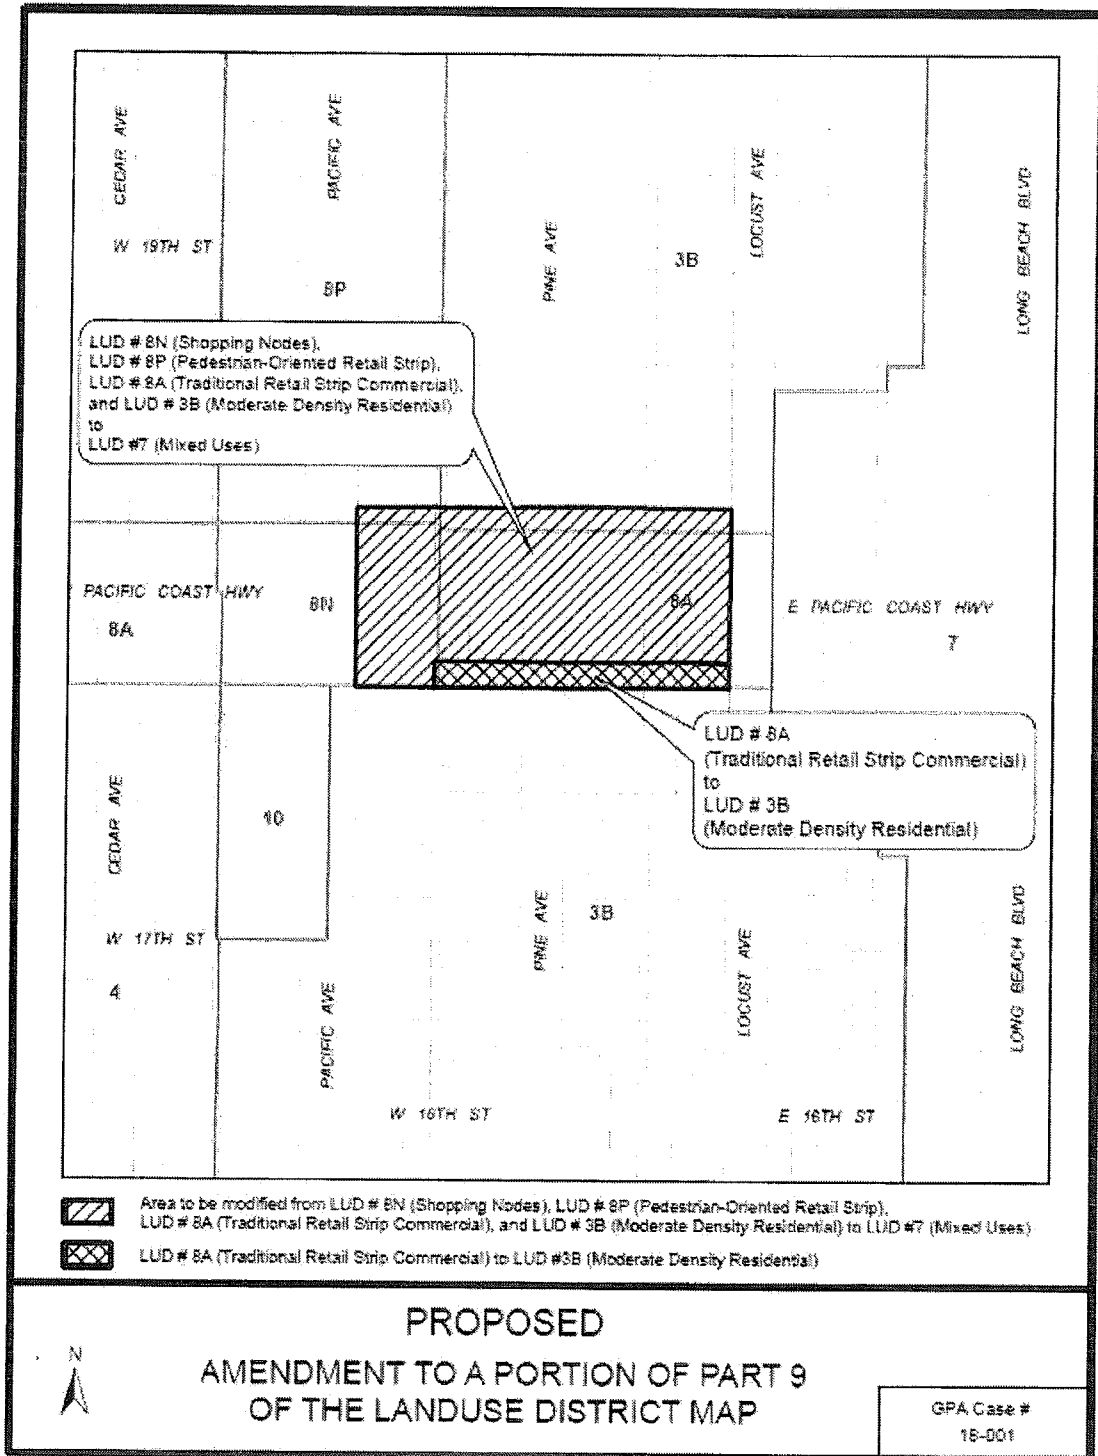 CEDAR AVE
PACIFIC AVE
LOCUST AVE
LONG BEACH BLVD
W 19TH ST
PINE AVE
3B
8P
LUD # 8N (Shopping Nodes),
LUD # 8P (Pedestrian-Oriented Retail Strip),
LUD # 8A (Traditional Retail Strip Commercial),
and LUD # 3B (Moderate Density Residential)
to
LUD #7 (Mixed Uses)
PACIFIC COAST HWY
8N
8A
E PACIFIC COAST HWY
8A
7
LUD # 8A
(Traditional Retail Strip Commercial)
to
LUD # 3B
(Moderate Density Residential)
CEDAR AVE
10
PINE AVE
3B
LOCUST AVE
LONG BEACH BLVD
W 17TH ST
4
PACIFIC AVE
W 16TH ST
E 16TH ST
Area to be modified from LUD # 8N (Shopping Nodes), LUD # 8P (Pedestrian-Oriented Retail Strip),
LUD # 8A (Traditional Retail Strip Commercial), and LUD # 3B (Moderate Density Residential) to LUD #7 (Mixed Uses)
LUD # 8A (Traditional Retail Strip Commercial) to LUD #3B (Moderate Density Residential)
PROPOSED
N
AMENDMENT TO A PORTION OF PART 9
OF THE LANDUSE DISTRICT MAP
GPA Case #
18-001